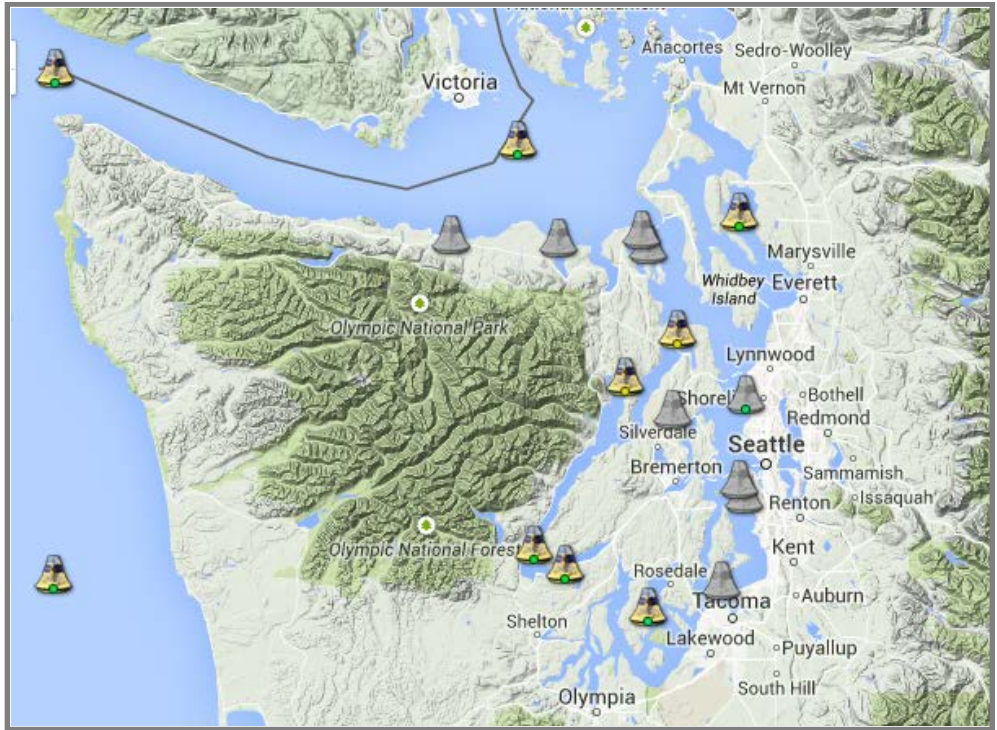 Anacortes
Sedro-Woolley
Victoria
Mt Vernon
Marysville
Whidbey
Island
Everett
Olympic National Park
Lynnwood
Bothell
Redmond
Silverdale
Seattle
Bremerton
Sammamish
Issaquah
Renton
Olympic National Forest
Kent
Rosedale
Auburn
Tacoma
Shelton
Lakewood
Puyallup
South Hill
Olympia